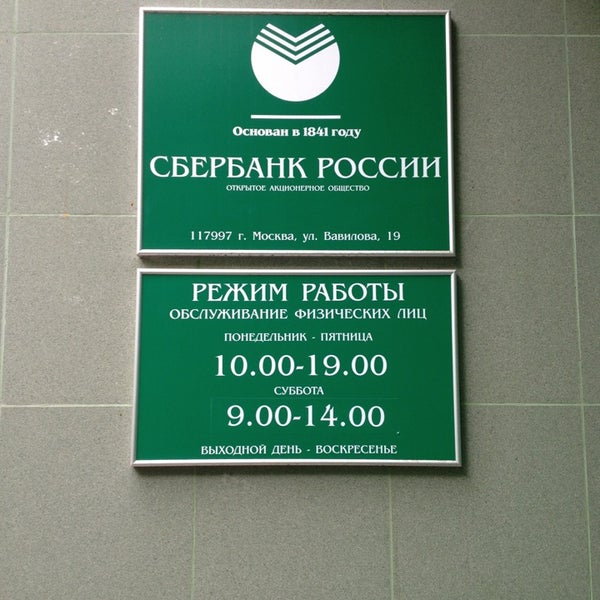 Основан в 1841 году
СБЕРБАНК РОССИИ
ОТКРЫТОЕ АКЦИОНЕРНОЕ ОБЩЕСТВО
117997 г. Москва, ул. Вавилова, 19
РЕЖИМ РАБОТЫ
ОБСЛУЖИВАНИЕ ФИЗИЧЕСКИХ ЛИЦ
ПОНЕДЕЛЬНИК - ПЯТНИЦА
10.00-19.00
СУББОТА
9.00-14.00
ВЫХОДНОЙ ДЕНЬ - ВОСКРЕСЕНЬЕ